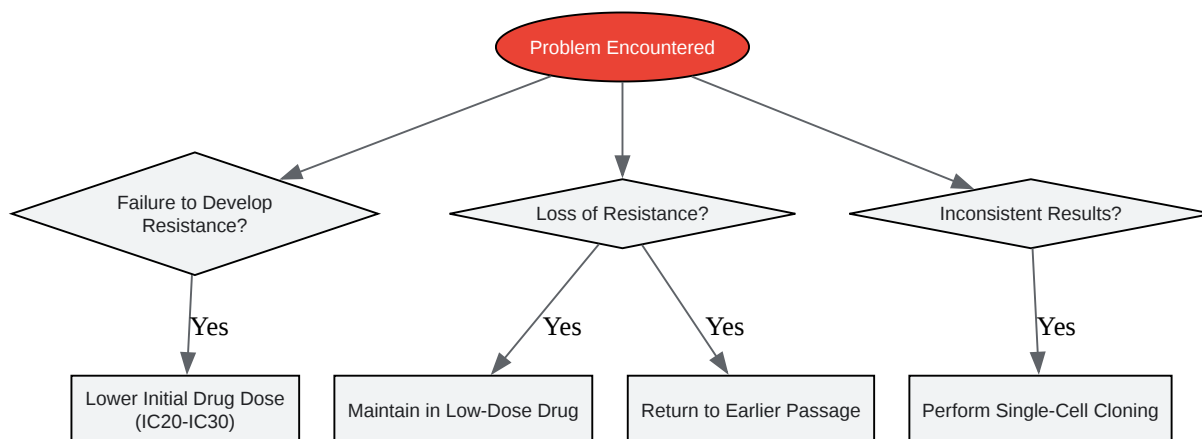 Problem Encountered
Failure to Develop
Resistance?
Loss of Resistance?
Inconsistent Results?
Yes
Yes
Yes
Yes
Lower Initial Drug Dose
(IC20-IC30)
Maintain in Low-Dose Drug
Return to Earlier Passage
Perform Single-Cell Cloning